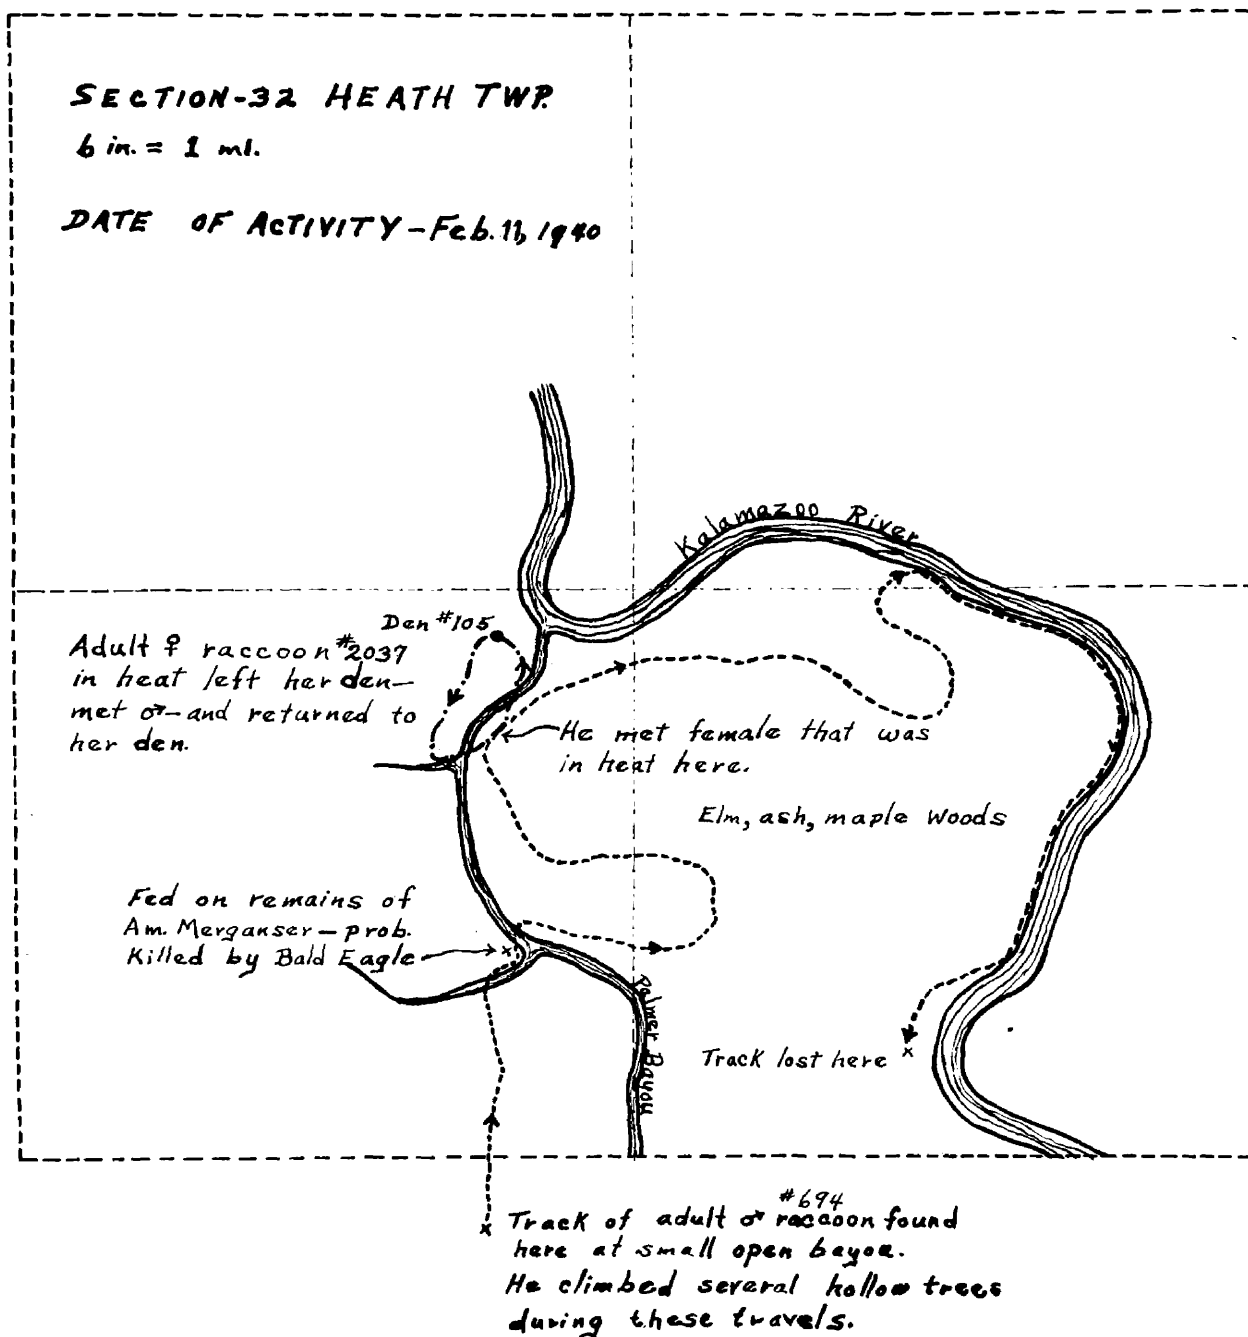 SECTION-32 HEATH TWP.
6 in. = 1 mi.
DATE OF ACTIVITY - Feb. 11, 1940
Kalamazoo River
Den #105
Adult ♀ raccoon #2037
in heat left her den—
met ♂—and returned to
her den.
He met female that was
in heat here.
Elm, ash, maple woods
Fed on remains of
Am. Merganser — prob.
Killed by Bald Eagle
Palmer Bayou
Track lost here
Track of adult ♂ raccoon #694 found
here at small open bayou.
He climbed several hollow trees
during these travels.